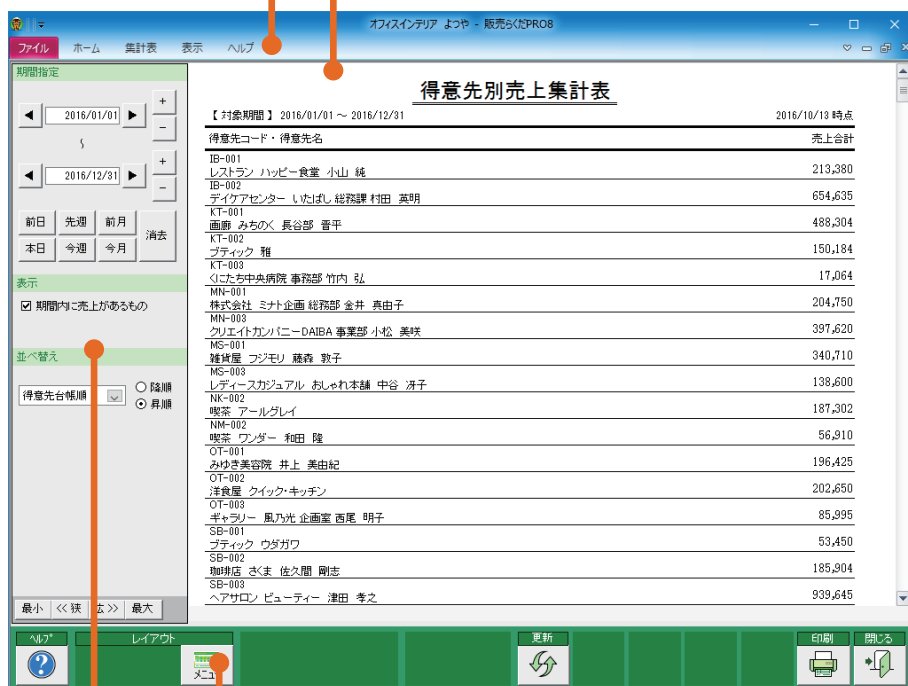 オフィスインテリア よつや - 販売らくだPRO8
ファイル ホーム 集計表 表示 ヘルプ
期間指定
2016/01/01
+
-
～
2016/12/31
+
-
前日 先週 前月 消去
本日 今週 今月
表示
期間内に売上があるもの
並べ替え
得意先台帳順
降順
昇順
最小 <<狭 広>> 最大
得意先別売上集計表
【 対象期間 】 2016/01/01 ～ 2016/12/31 2016/10/13 時点
得意先コード・得意先名 売上合計
IB-001
レストラン ハッピー食堂 小山 純 213,380
IB-002
デイケアセンター いたばし 総務課 村田 英明 654,635
KT-001
画廊 みちのく 長谷部 晋平 488,304
KT-002
ブティック 雅 150,184
KT-003
くにたち中央病院 事務部 竹内 弘 17,064
MN-001
株式会社 ミナト企画 総務部 金井 真由子 204,750
MN-003
クリエイトカンパニーDAIBA 事業部 小松 美咲 397,620
MS-001
雑貨屋 フジモリ 藤森 敦子 340,710
MS-003
レディースカジュアル おしゃれ本舗 中谷 冴子 138,600
NK-002
喫茶 アールグレイ 187,302
NM-002
喫茶 ワンダー 和田 隆 56,910
OT-001
みゆき美容院 井上 美由紀 196,425
OT-002
洋食屋 クイック・キッチン 202,650
OT-003
ギャラリー 風乃光 企画室 西尾 明子 85,995
SB-001
ブティック ウダガワ 53,450
SB-002
珈琲店 さくま 佐久間 剛志 185,904
SB-003
ヘアサロン ビューティー 津田 孝之 939,645
ヘルプ レイアウト 更新 印刷 閉じる
メニュー